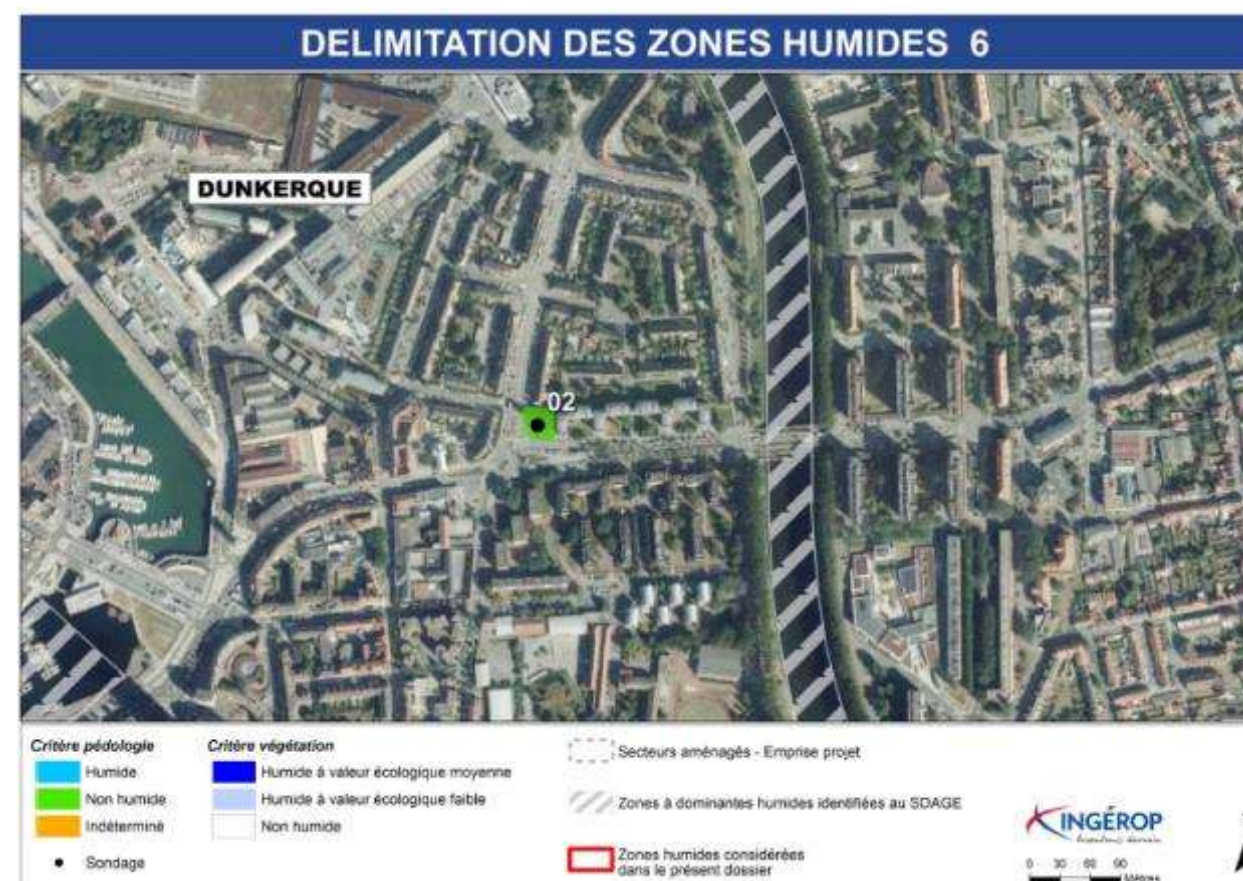 DELIMITATION DES ZONES HUMIDES 6
DUNKERQUE
02
Critère pédologie
Humide
Non humide
Indéterminé
Sondage
Critère végétation
Humide à valeur écologique moyenne
Humide à valeur écologique faible
Non humide
Secteurs aménagés - Emprise projet
Zones à dominantes humides identifiées au SDAGE
Zones humides considérées
dans le présent dossier
INGÉROP
0 30 60 90
Mètres